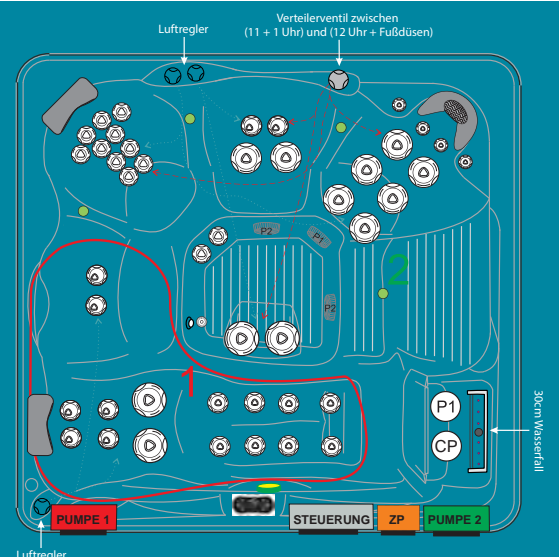 Verteilerventil zwischen
(11 + 1 Uhr) und (12 Uhr + Fußdüsen)
Luftregler
P2
P1
P2
2
1
30cm Wasserfall
P1
CP
PUMPE 1
STEUERUNG
ZP
PUMPE 2
Luftregler